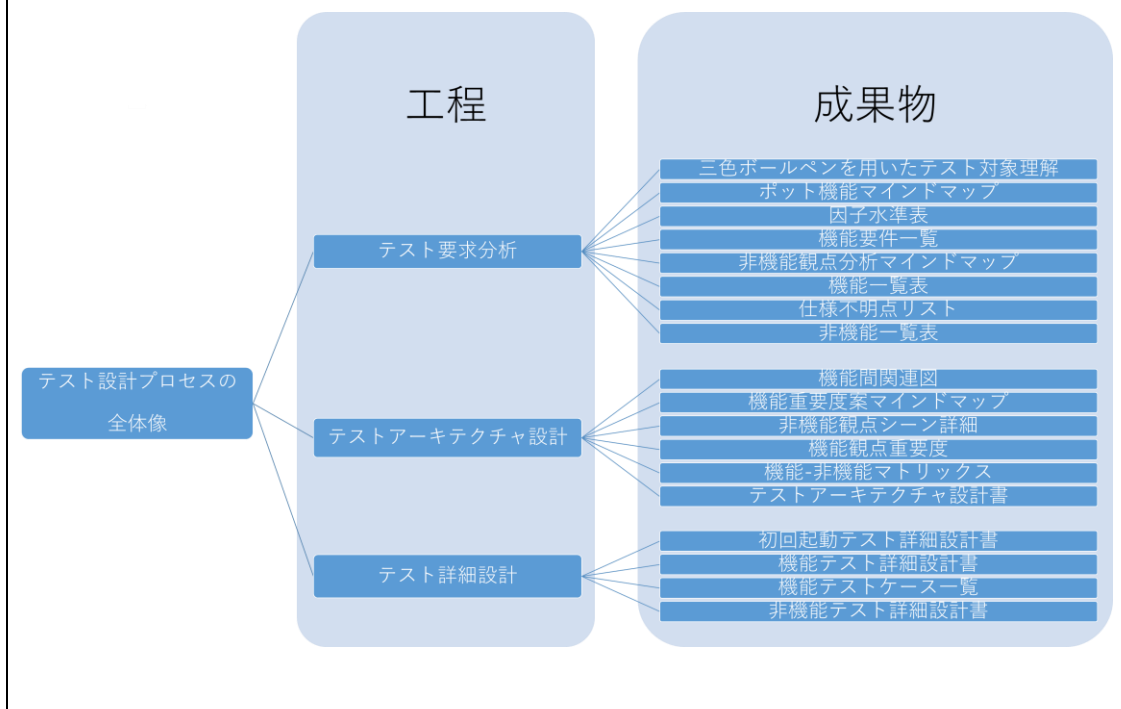 工程
成果物
テスト設計プロセスの
全体像
テスト要求分析
三色ボールペンを用いたテスト対象理解
ポット機能マインドマップ
因子水準表
機能要件一覧
非機能観点分析マインドマップ
機能一覧表
仕様不明点リスト
非機能一覧表
テストアーキテクチャ設計
機能間関連図
機能重要度案マインドマップ
非機能観点シーン詳細
機能観点重要度
機能-非機能マトリックス
テストアーキテクチャ設計書
テスト詳細設計
初回起動テスト詳細設計書
機能テスト詳細設計書
機能テストケース一覧
非機能テスト詳細設計書